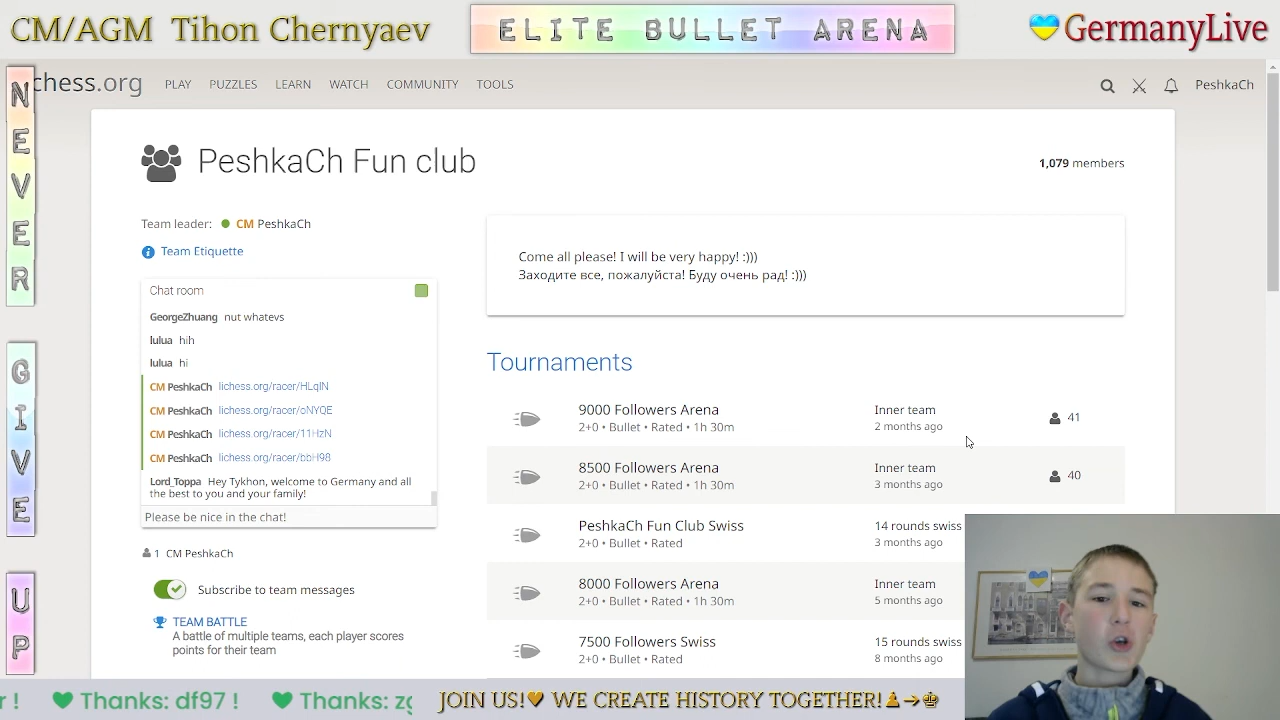 CM/AGM Tihon Chernyaev
ELITE BULLET ARENA
GermanyLive
NEVER
GIVE
UP
chess.org
PLAY PUZZLES LEARN WATCH COMMUNITY TOOLS
PeshkaCh
PeshkaCh Fun club
1,079 members
Team leader: CM PeshkaCh
Team Etiquette
Come all please! I will be very happy! :)))
Заходите все, пожалуйста! Буду очень рад! :)))
Chat room
GeorgeZhuang nut whatevs
lulua hih
lulua hi
CM PeshkaCh lichess.org/racer/HLqlN
CM PeshkaCh lichess.org/racer/oNYQE
CM PeshkaCh lichess.org/racer/11HzN
CM PeshkaCh lichess.org/racer/bbH98
Lord_Toppa Hey Tykhon, welcome to Germany and all
the best to you and your family!
Please be nice in the chat!
1 CM PeshkaCh
Subscribe to team messages
TEAM BATTLE
A battle of multiple teams, each player scores
points for their team
Tournaments
9000 Followers Arena Inner team 41
2+0 • Bullet • Rated • 1h 30m 2 months ago
8500 Followers Arena Inner team 40
2+0 • Bullet • Rated • 1h 30m 3 months ago
PeshkaCh Fun Club Swiss 14 rounds swiss
2+0 • Bullet • Rated 3 months ago
8000 Followers Arena Inner team
2+0 • Bullet • Rated • 1h 30m 5 months ago
7500 Followers Swiss 15 rounds swiss
2+0 • Bullet • Rated 8 months ago
r ! Thanks: df97 ! Thanks: zg
JOIN US! WE CREATE HISTORY TOGETHER!